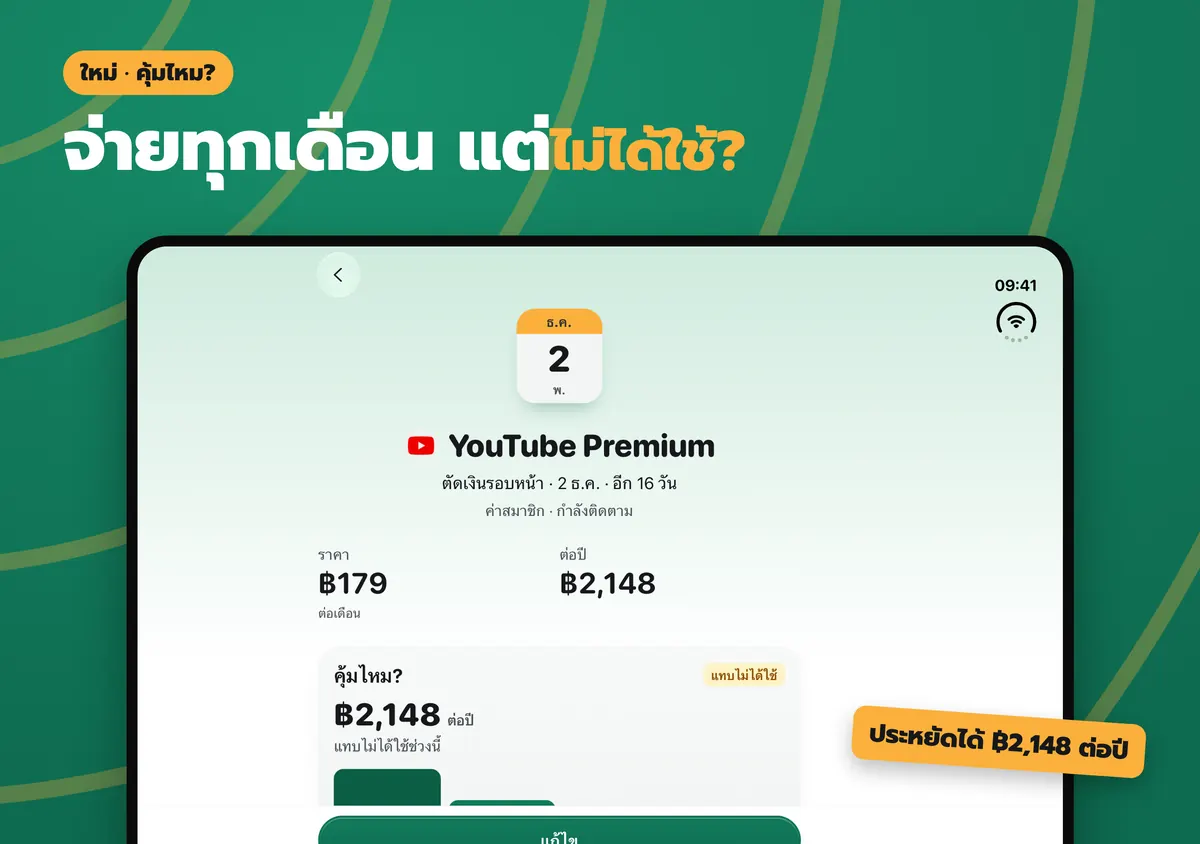 ใหม่ · คุ้มไหม?
จ่ายทุกเดือน แต่ไม่ได้ใช้?
09:41
ธ.ค.
2
พ.
YouTube Premium
ตัดเงินรอบหน้า · 2 ธ.ค. · อีก 16 วัน
ค่าสมาชิก · กำลังติดตาม
ราคา
฿179
ต่อเดือน
ต่อปี
฿2,148
คุ้มไหม?
แทบไม่ได้ใช้
฿2,148 ต่อปี
แทบไม่ได้ใช้ช่วงนี้
ประหยัดได้ ฿2,148 ต่อปี
แก้ไข